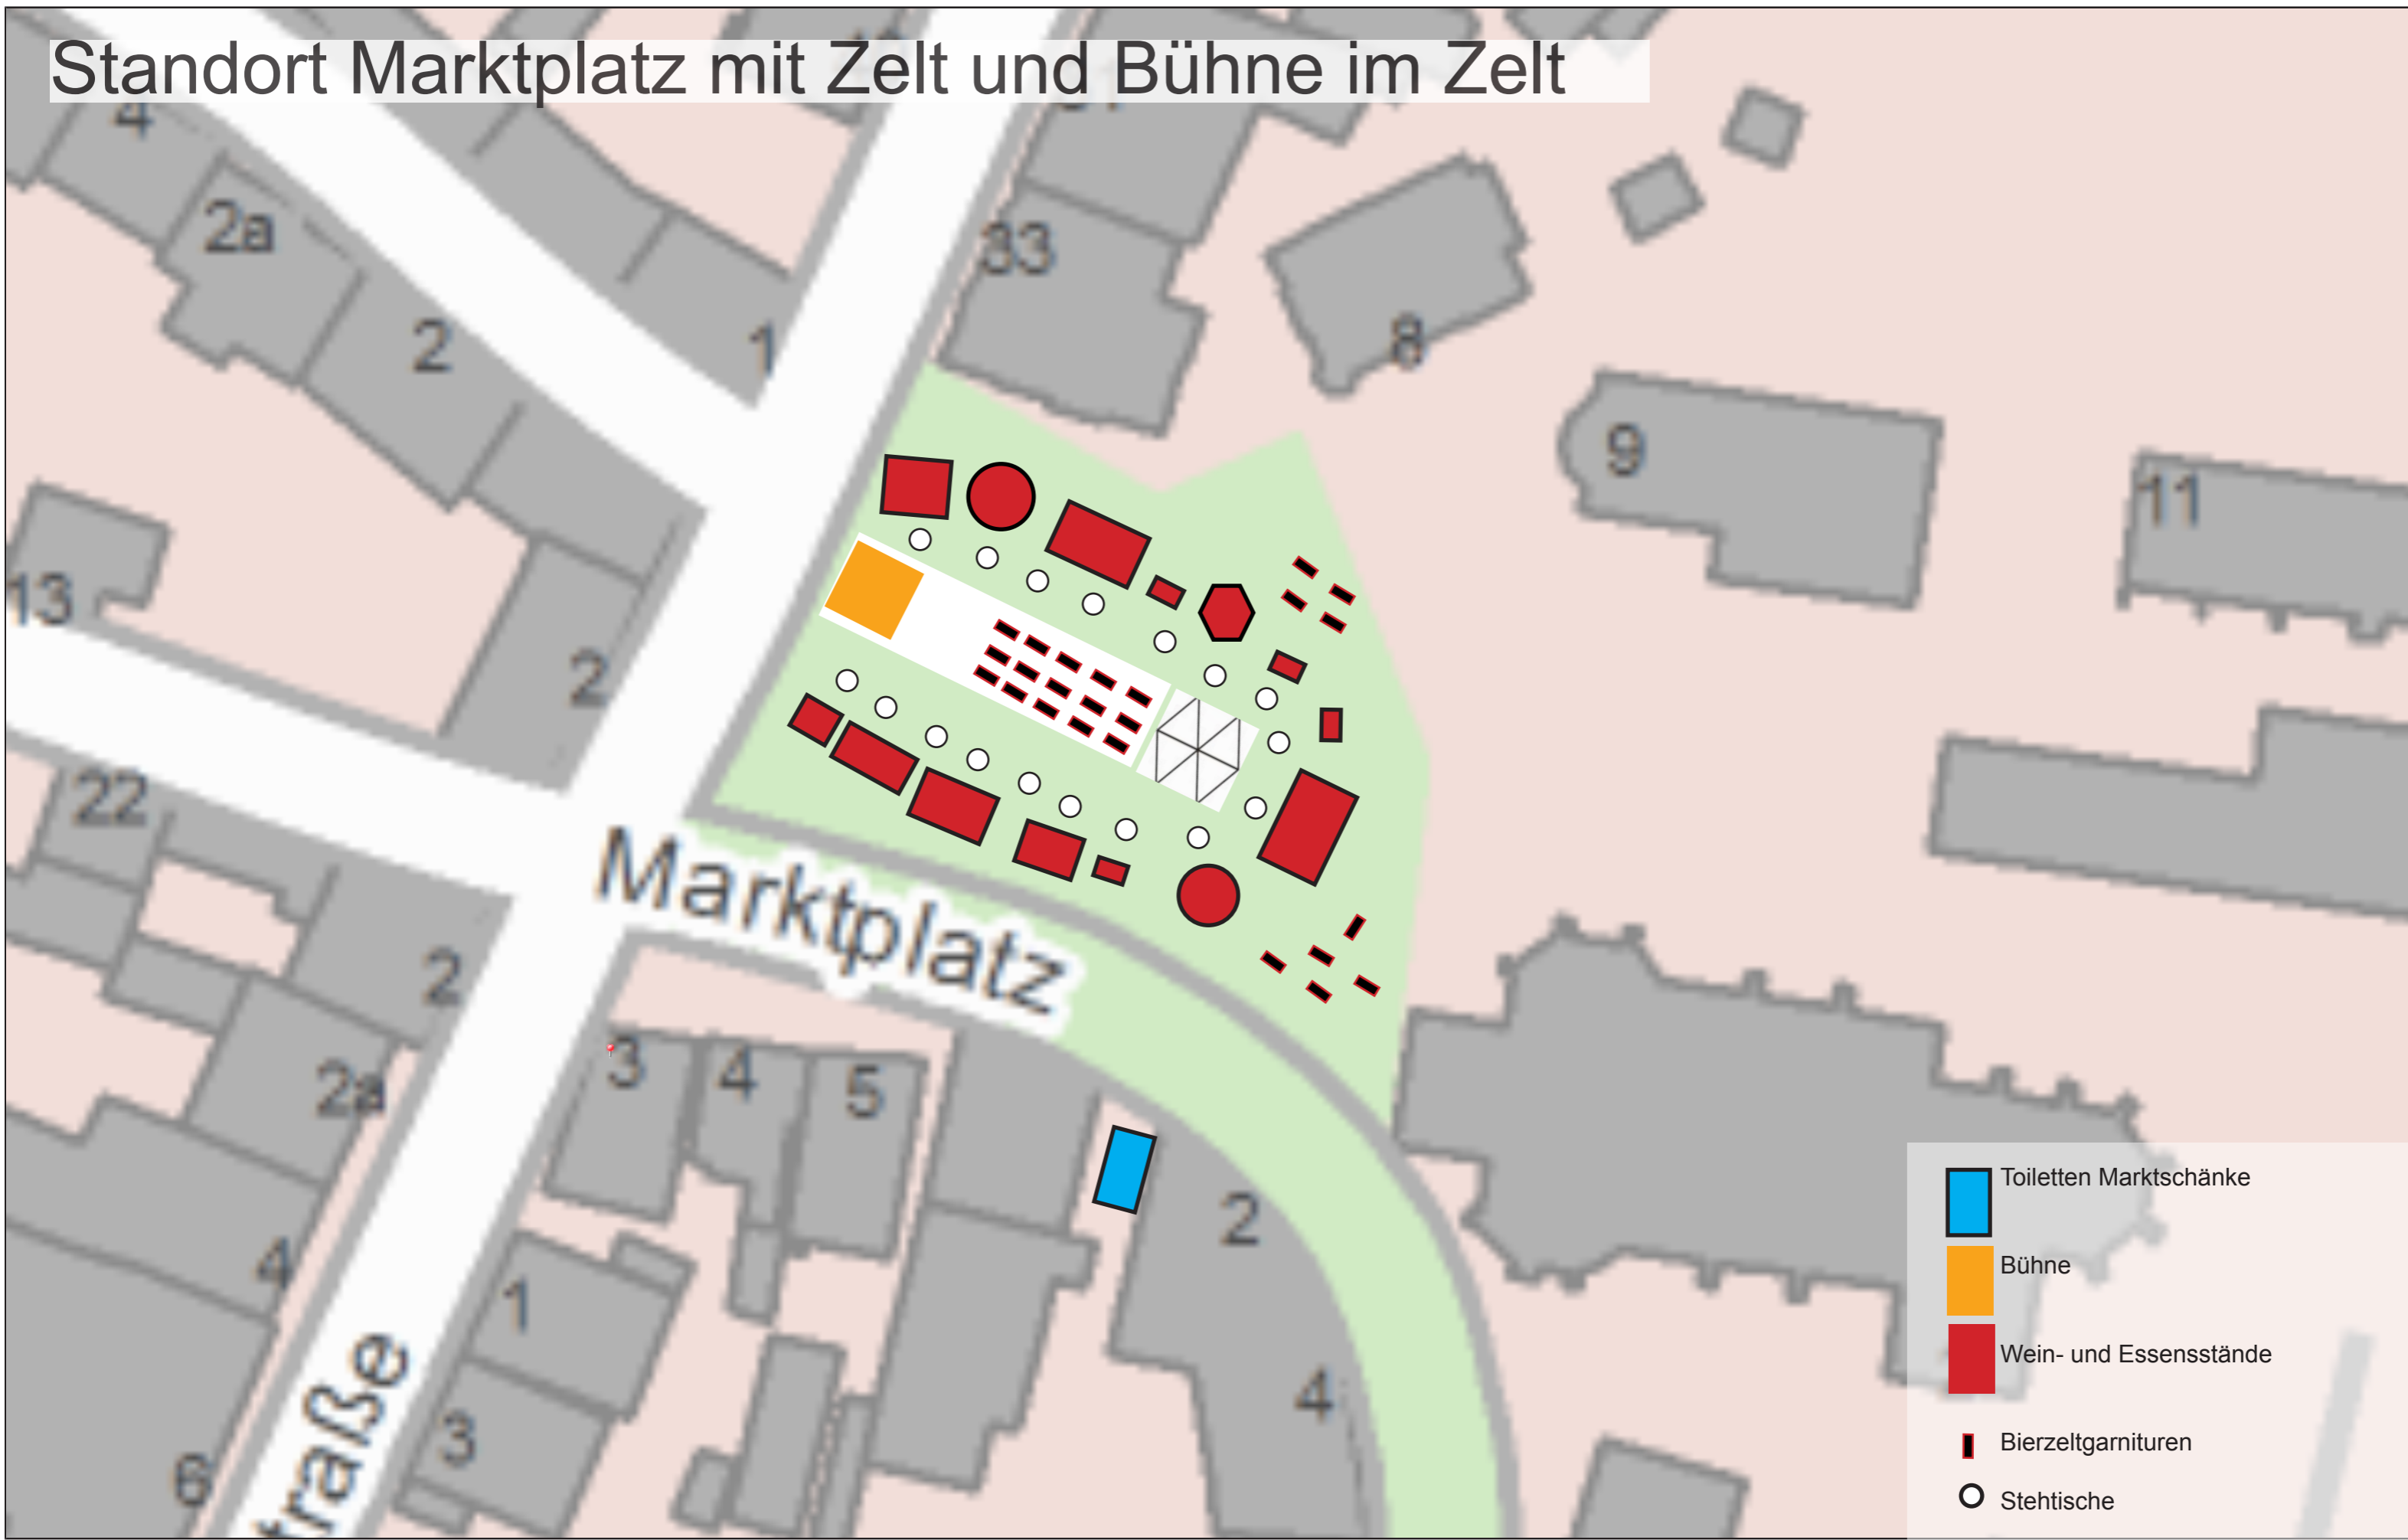 Standort Marktplatz mit Zelt und Bühne im Zelt
4
2a
33
2
1
8
9
11
13
2
22
Marktplatz
2
3
4
5
2a
2
4
1
4
3
6
traße
Toiletten Marktschänke
Bühne
Wein- und Essensstände
Bierzeltgarnituren
Stehtische